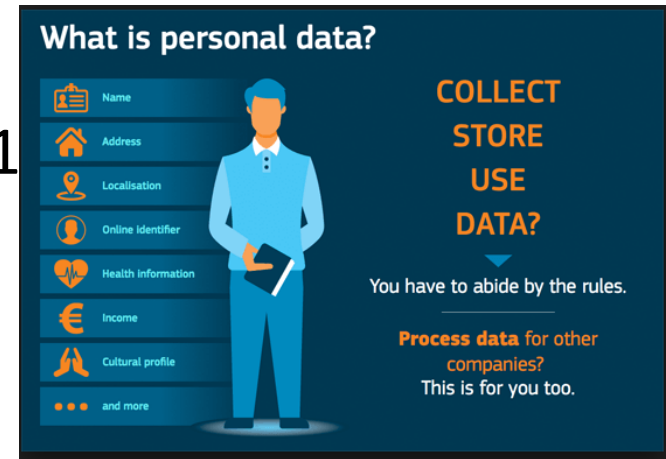 What is personal data?
1
Name
Address
Localisation
Online identifier
Health information
Income
Cultural profile
and more
COLLECT
STORE
USE
DATA?
You have to abide by the rules.
Process data for other
companies?
This is for you too.